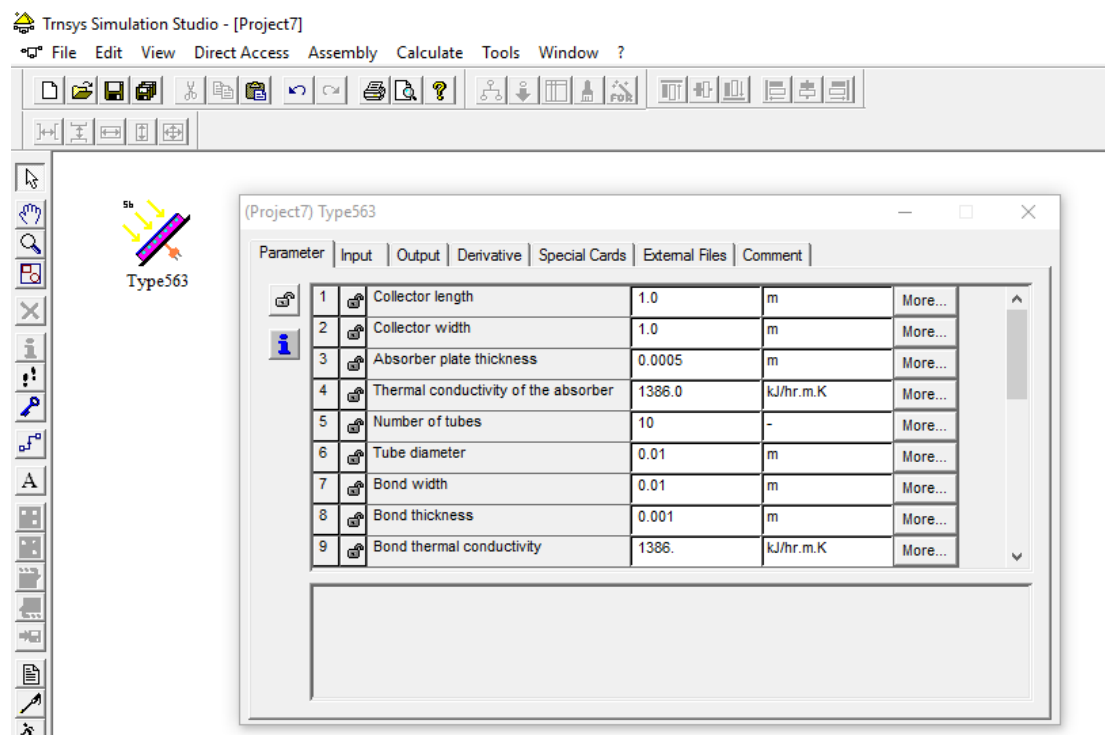 Trnsys Simulation Studio - [Project7]
File Edit View Direct Access Assembly Calculate Tools Window ?
FOR
5b
Type563
(Project7) Type563
Parameter Input Output Derivative Special Cards External Files Comment
1 Collector length 1.0 m More...
2 Collector width 1.0 m More...
3 Absorber plate thickness 0.0005 m More...
4 Thermal conductivity of the absorber 1386.0 kJ/hr.m.K More...
5 Number of tubes 10 - More...
6 Tube diameter 0.01 m More...
7 Bond width 0.01 m More...
8 Bond thickness 0.001 m More...
9 Bond thermal conductivity 1386. kJ/hr.m.K More...
A